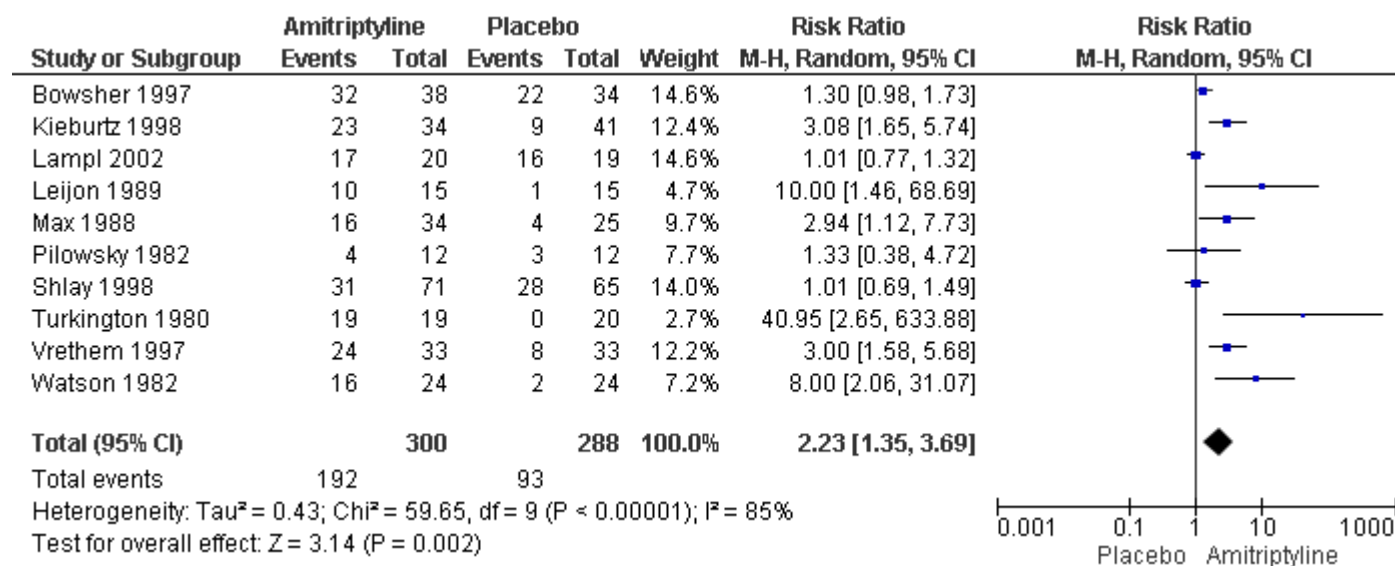 Amitriptyline Placebo Risk Ratio Risk Ratio
Study or Subgroup Events Total Events Total Weight M-H, Random, 95% CI M-H, Random, 95% CI
Bowsher 1997 32 38 22 34 14.6% 1.30 [0.98, 1.73]
Kieburtz 1998 23 34 9 41 12.4% 3.08 [1.65, 5.74]
Lampl 2002 17 20 16 19 14.6% 1.01 [0.77, 1.32]
Leijon 1989 10 15 1 15 4.7% 10.00 [1.46, 68.69]
Max 1988 16 34 4 25 9.7% 2.94 [1.12, 7.73]
Pilowsky 1982 4 12 3 12 7.7% 1.33 [0.38, 4.72]
Shlay 1998 31 71 28 65 14.0% 1.01 [0.69, 1.49]
Turkington 1980 19 19 0 20 2.7% 40.95 [2.65, 633.88]
Vrethem 1997 24 33 8 33 12.2% 3.00 [1.58, 5.68]
Watson 1982 16 24 2 24 7.2% 8.00 [2.06, 31.07]
Total (95% CI) 300 288 100.0% 2.23 [1.35, 3.69]
Total events 192 93
Heterogeneity: Tau² = 0.43; Chi² = 59.65, df = 9 (P < 0.00001); I² = 85%
Test for overall effect: Z = 3.14 (P = 0.002)
0.001 0.1 1 10 1000
Placebo Amitriptyline